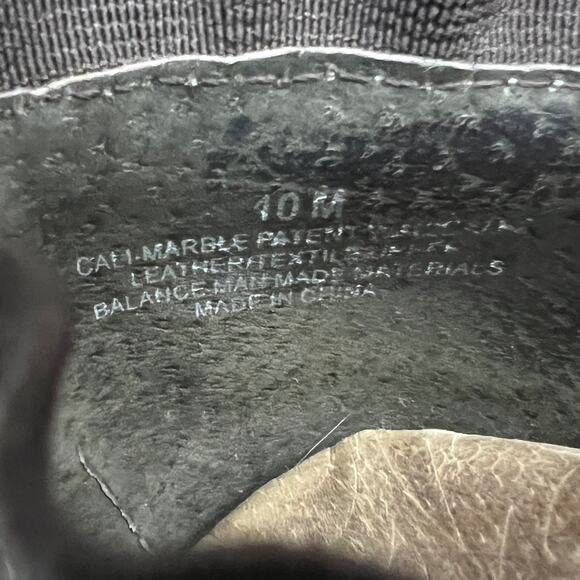 10 M
CALI-MARBLE PATENT
LEATHER/TEXTILE
BALANCE MAN MADE MATERIALS
MADE IN CHINA